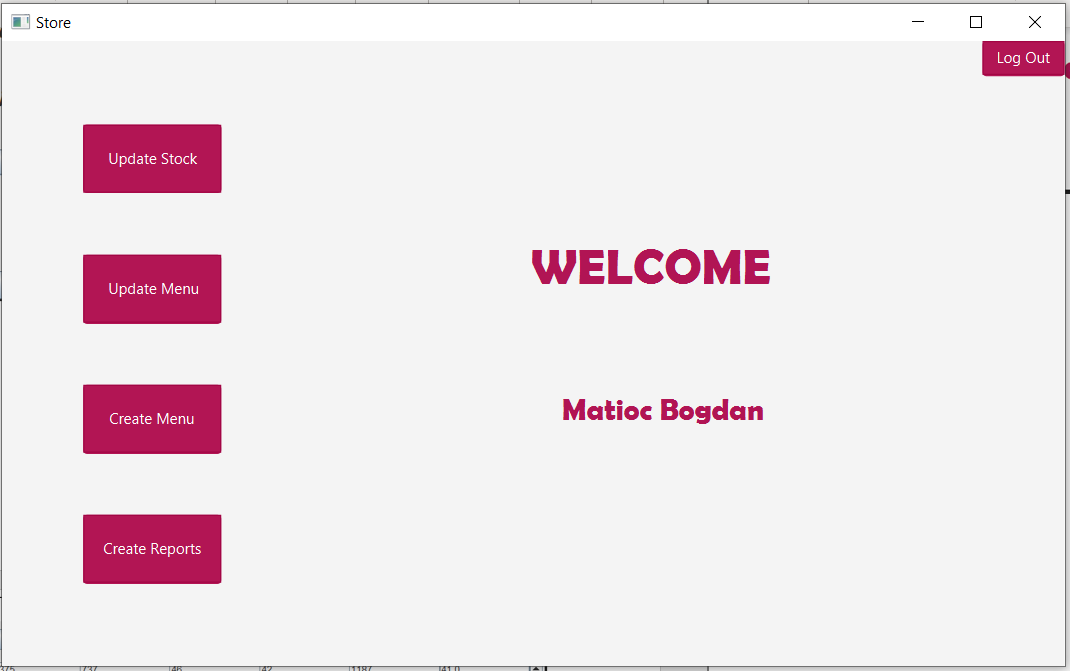 Store
Log Out
Update Stock
Update Menu
Create Menu
Create Reports
WELCOME
Matioc Bogdan